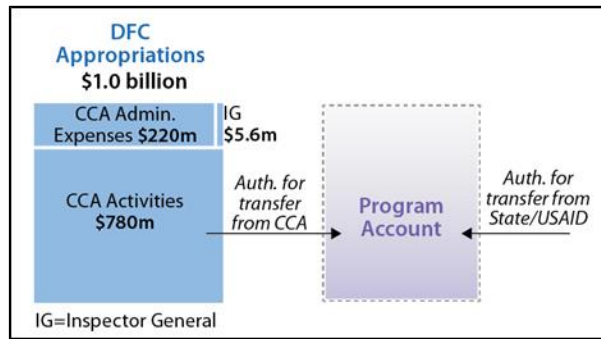 DFC
Appropriations
$1.0 billion
CCA Admin.
Expenses $220m
IG
$5.6m
CCA Activities
$780m
Auth. for
transfer
from CCA
Program
Account
Auth. for
transfer from
State/USAID
IG=Inspector General